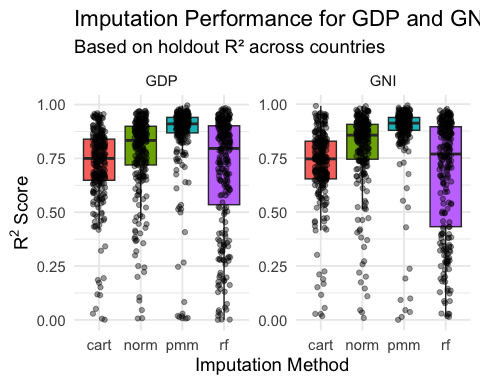 Imputation Performance for GDP and GN
Based on holdout R² across countries
GDP GNI
1.00 1.00
0.75 0.75
0.50 0.50
0.25 0.25
0.00 0.00
R² Score
cart norm pmm rf cart norm pmm rf
Imputation Method